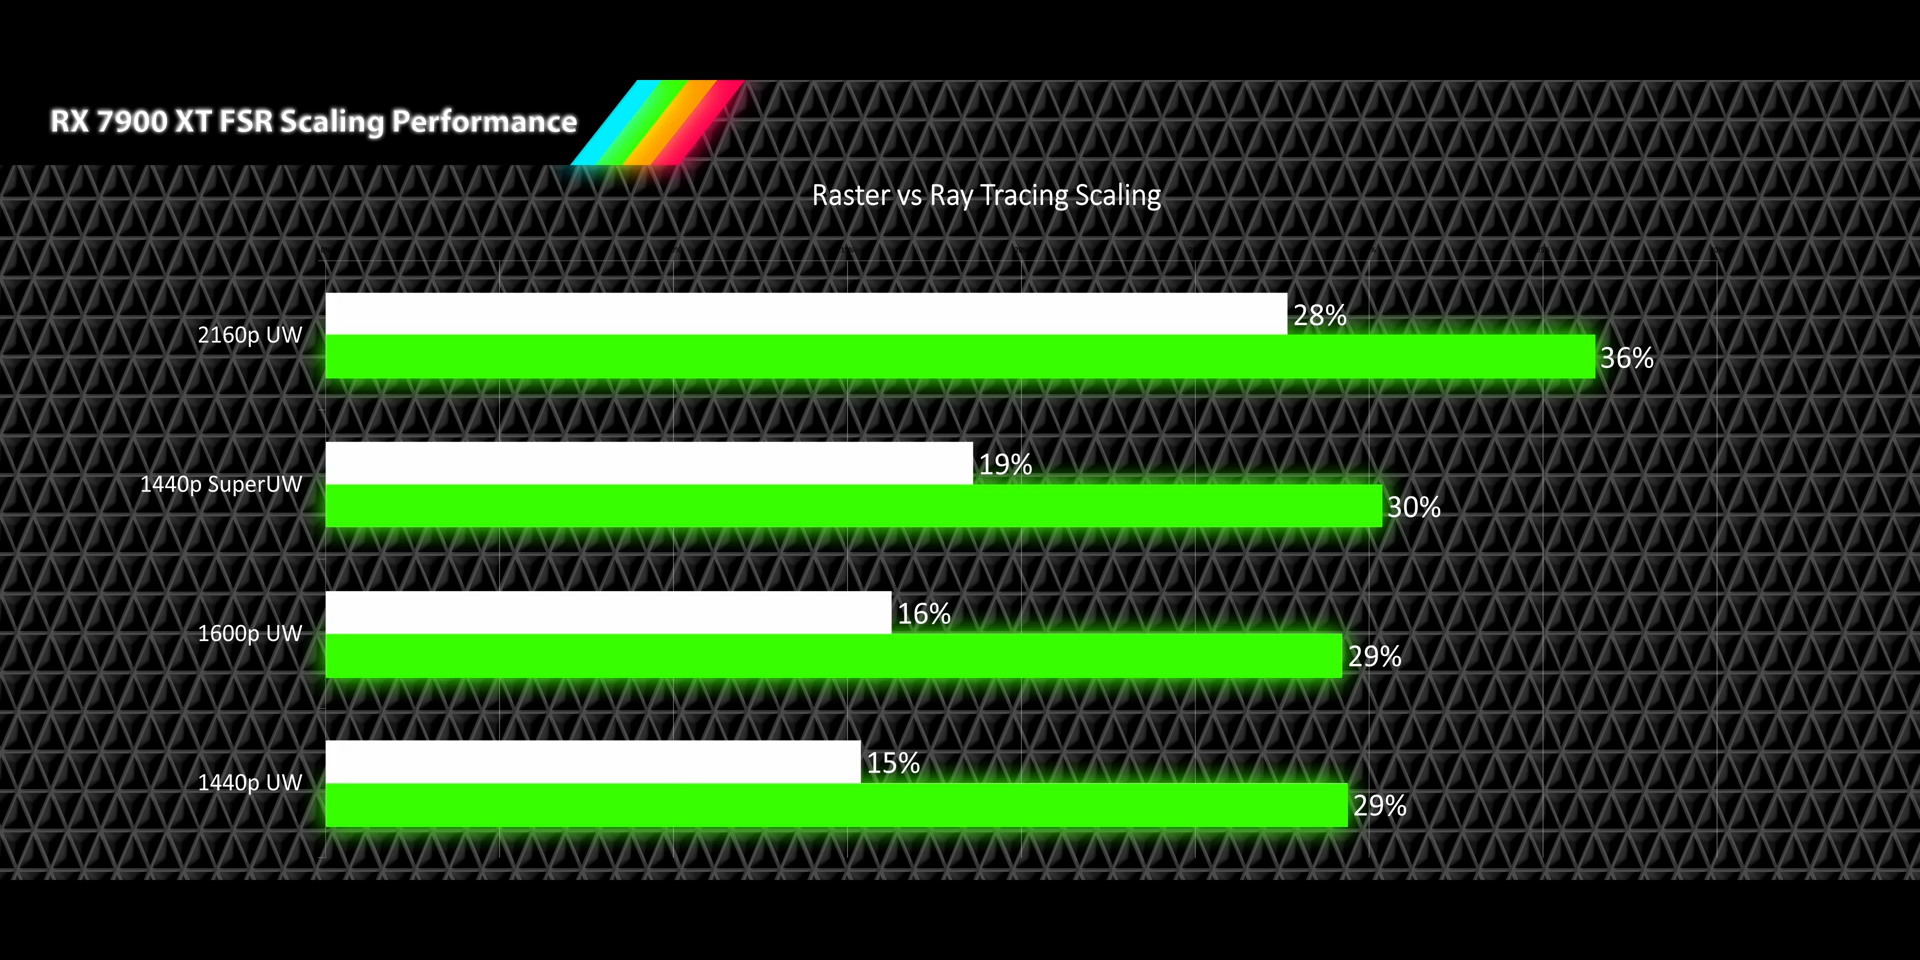 RX 7900 XT FSR Scaling Performance
Raster vs Ray Tracing Scaling
2160p UW
28%
36%
1440p SuperUW
19%
30%
1600p UW
16%
29%
1440p UW
15%
29%